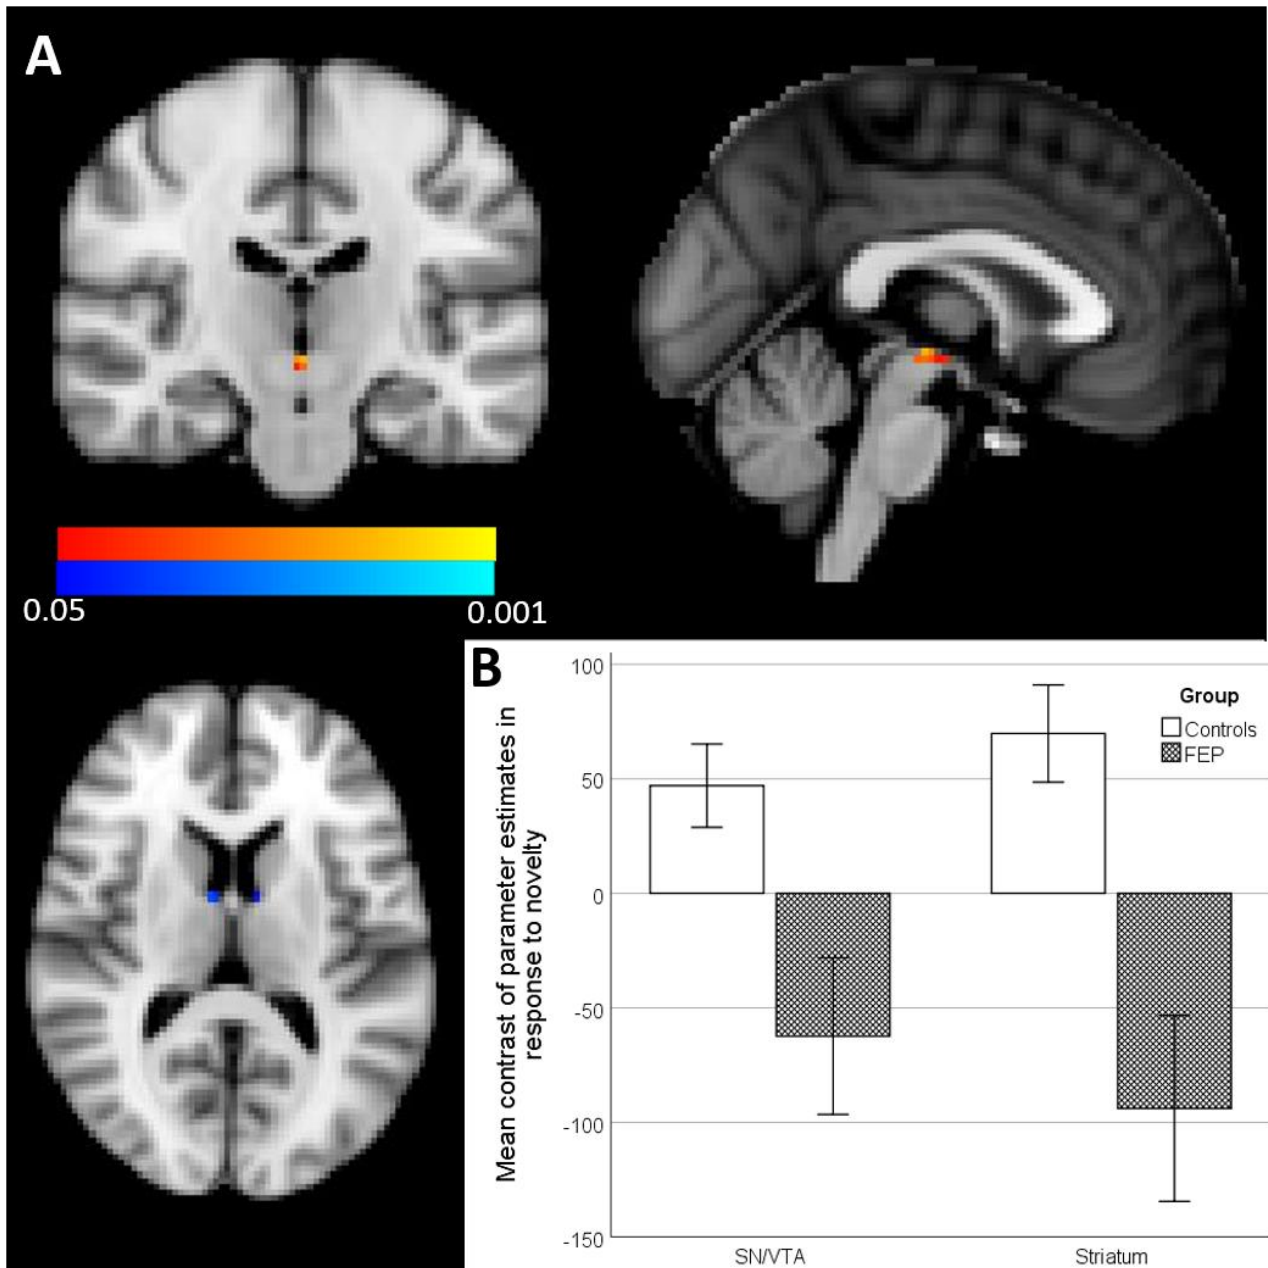 A
0.05
0.001
B
Mean contrast of parameter estimates in
response to novelty
100
50
0
-50
-100
-150
Group
Controls
FEP
SN/VTA
Striatum